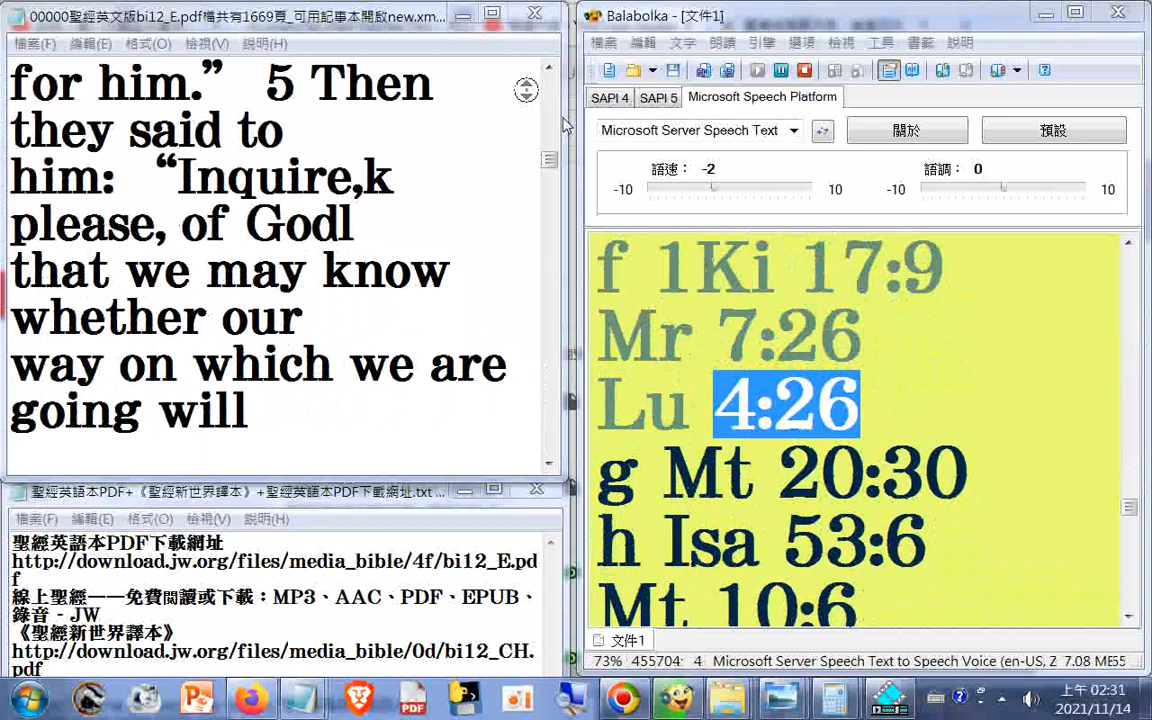 00000聖經英文版bi12_E.pdf檔共有1669頁_可用記事本開啟new.xm...
檔案(F) 編輯(E) 格式(O) 檢視(V) 說明(H)
for him.” 5 Then
they said to
him: “Inquire,k
please, of Godl
that we may know
whether our
way on which we are
going will
聖經英語本PDF+《聖經新世界譯本》+聖經英語本PDF下載網址.txt ...
檔案(F) 編輯(E) 格式(O) 檢視(V) 說明(H)
聖經英語本PDF下載網址
http://download.jw.org/files/media_bible/4f/bi12_E.pd
f
線上聖經——免費閱讀或下載：MP3、AAC、PDF、EPUB、
錄音 - JW
《聖經新世界譯本》
http://download.jw.org/files/media_bible/0d/bi12_CH.
pdf
Balabolka - [文件1]
檔案 編輯 文字 朗讀 引擎 選項 檢視 工具 書籤 說明
SAPI 4 SAPI 5 Microsoft Speech Platform
Microsoft Server Speech Text 關於 預設
語速： -2 語調： 0
-10 10 -10 10
f 1Ki 17:9
Mr 7:26
Lu 4:26
g Mt 20:30
h Isa 53:6
Mt 10:6
文件1
73% 455704: 4 Microsoft Server Speech Text to Speech Voice (en-US, Z 7.08 ME55
PDF
上午 02:31
2021/11/14